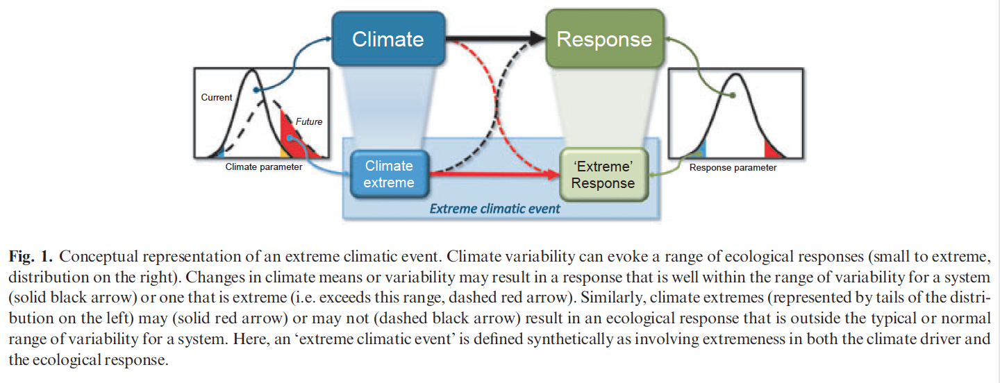 Climate
Response
Current
Future
Climate parameter
Climate
extreme
'Extreme'
Response
Response parameter
Extreme climatic event
Fig. 1. Conceptual representation of an extreme climatic event. Climate variability can evoke a range of ecological responses (small to extreme,
distribution on the right). Changes in climate means or variability may result in a response that is well within the range of variability for a system
(solid black arrow) or one that is extreme (i.e. exceeds this range, dashed red arrow). Similarly, climate extremes (represented by tails of the distri-
bution on the left) may (solid red arrow) or may not (dashed black arrow) result in an ecological response that is outside the typical or normal
range of variability for a system. Here, an 'extreme climatic event' is defined synthetically as involving extremeness in both the climate driver and
the ecological response.